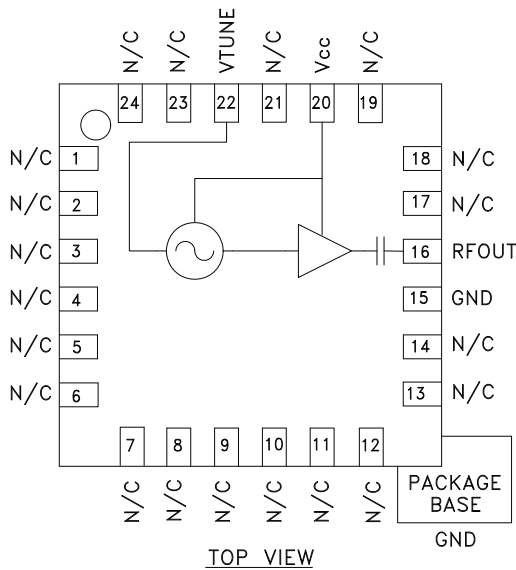 N/C
N/C
VTUNE
N/C
Vcc
N/C
24
23
22
21
20
19
N/C 1
18 N/C
N/C 2
17 N/C
N/C 3
16 RFOUT
N/C 4
15 GND
N/C 5
14 N/C
N/C 6
13 N/C
7
8
9
10
11
12
N/C
N/C
N/C
N/C
N/C
N/C
PACKAGE
BASE
GND
TOP VIEW